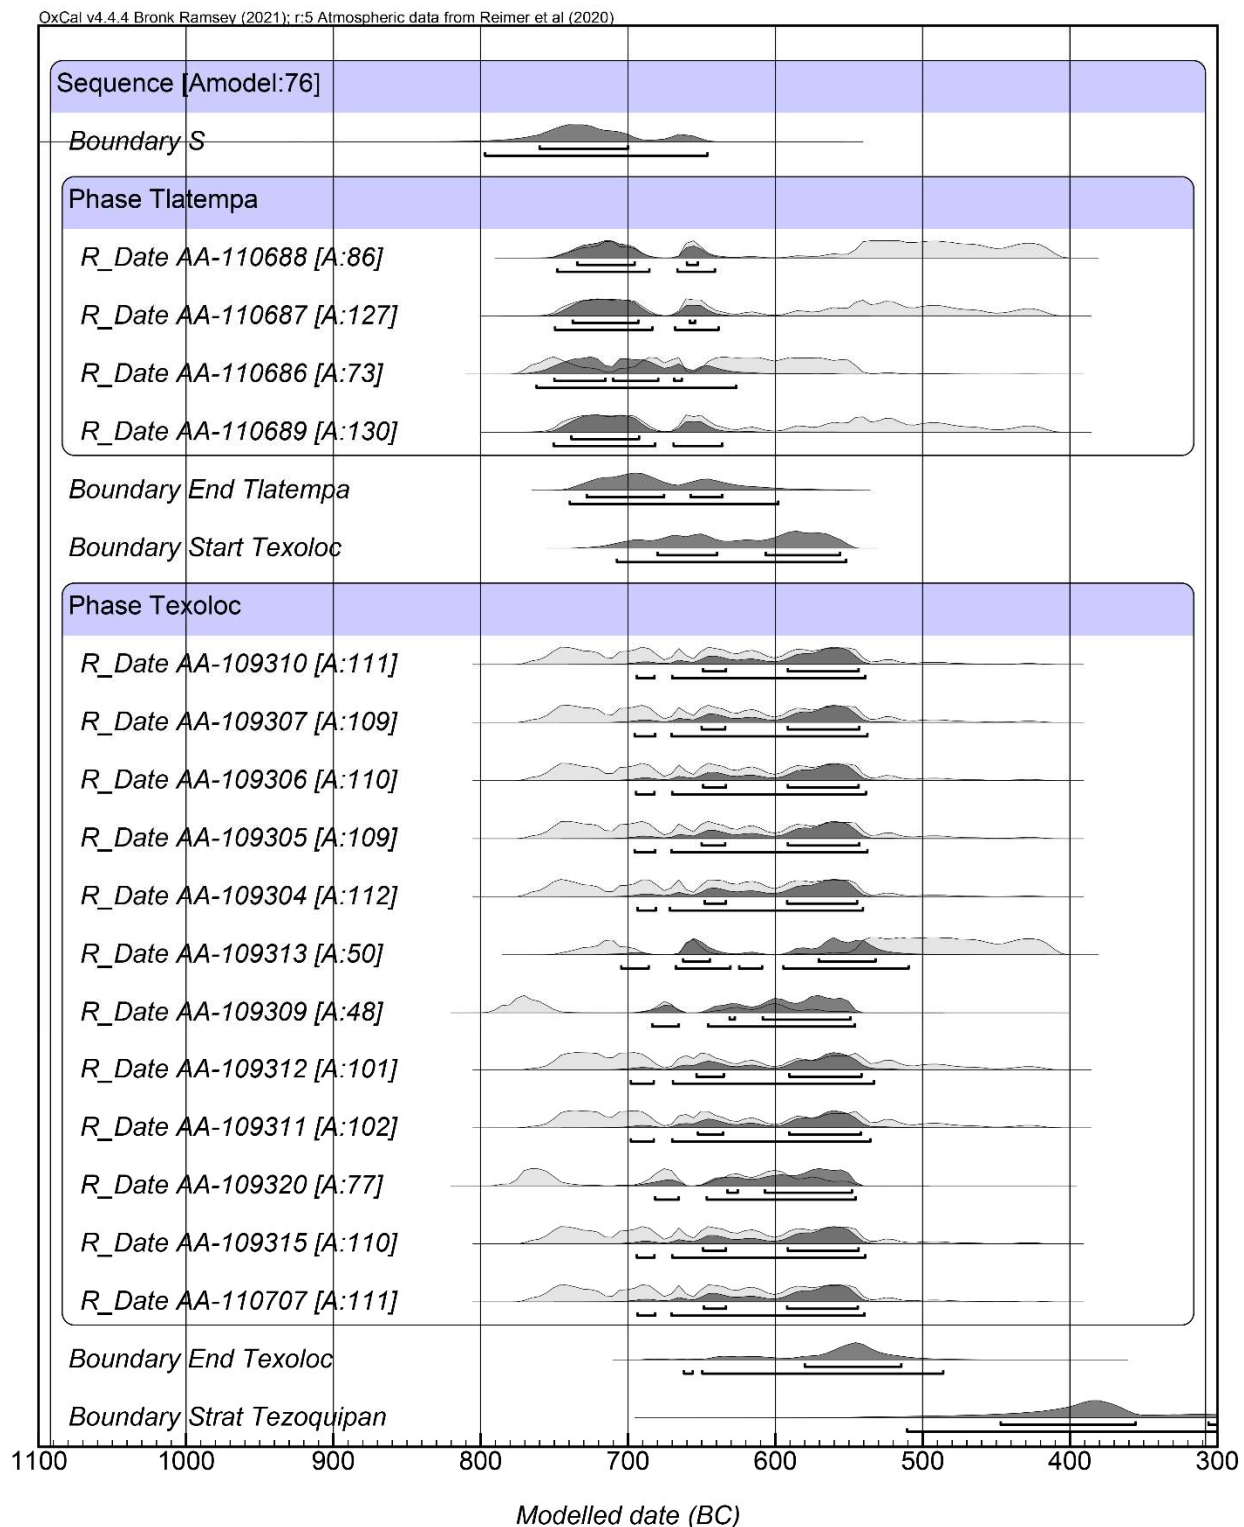 OxCal v4.4.4 Bronk Ramsey (2021); r:5 Atmospheric data from Reimer et al (2020)
Sequence [Amodel:76]
Boundary S
Phase Tlatempa
R_Date AA-110688 [A:86]
R_Date AA-110687 [A:127]
R_Date AA-110686 [A:73]
R_Date AA-110689 [A:130]
Boundary End Tlatempa
Boundary Start Texoloc
Phase Texoloc
R_Date AA-109310 [A:111]
R_Date AA-109307 [A:109]
R_Date AA-109306 [A:110]
R_Date AA-109305 [A:109]
R_Date AA-109304 [A:112]
R_Date AA-109313 [A:50]
R_Date AA-109309 [A:48]
R_Date AA-109312 [A:101]
R_Date AA-109311 [A:102]
R_Date AA-109320 [A:77]
R_Date AA-109315 [A:110]
R_Date AA-110707 [A:111]
Boundary End Texoloc
Boundary Strat Tezoquipan
1100 1000 900 800 700 600 500 400 300
Modelled date (BC)